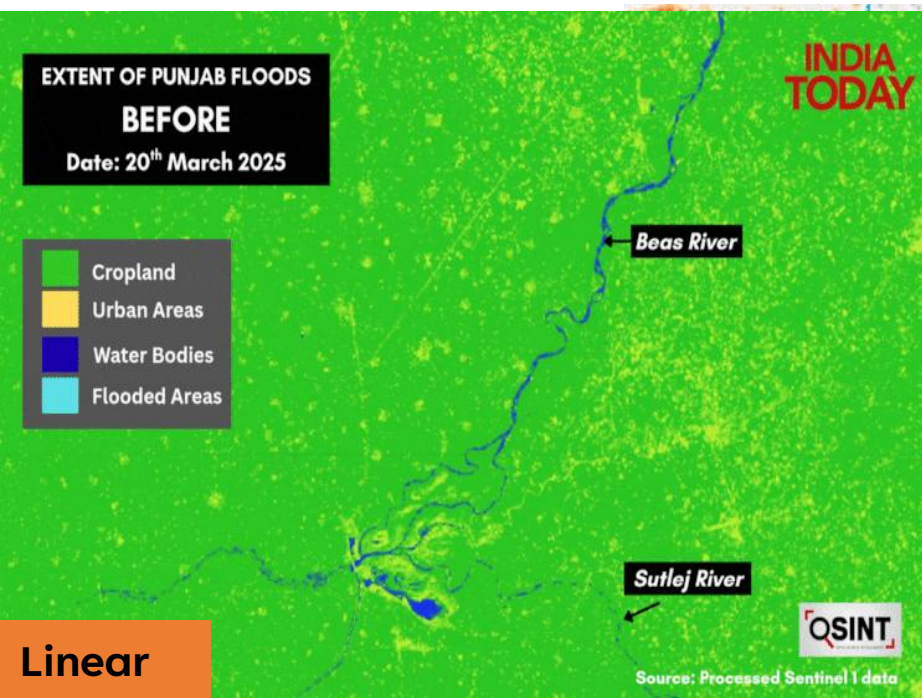 EXTENT OF PUNJAB FLOODS
BEFORE
Date: 20th March 2025
INDIA
TODAY
Cropland
Urban Areas
Water Bodies
Flooded Areas
Beas River
Sutlej River
OSINT
Linear
Source: Processed Sentinel 1 data